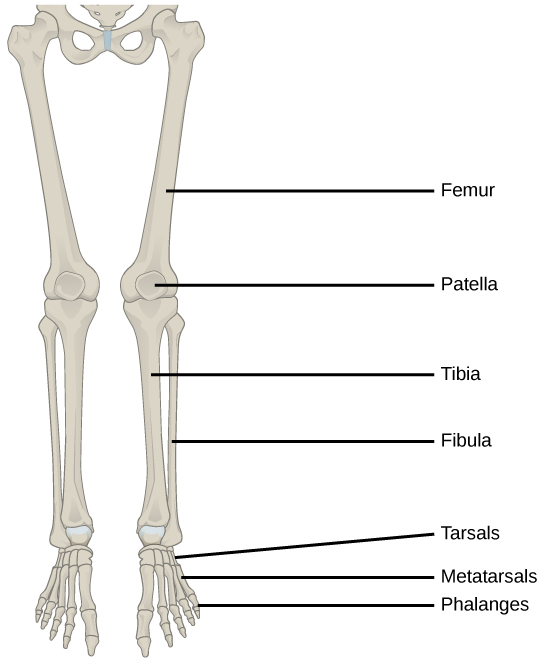 Femur
Patella
Tibia
Fibula
Tarsals
Metatarsals
Phalanges